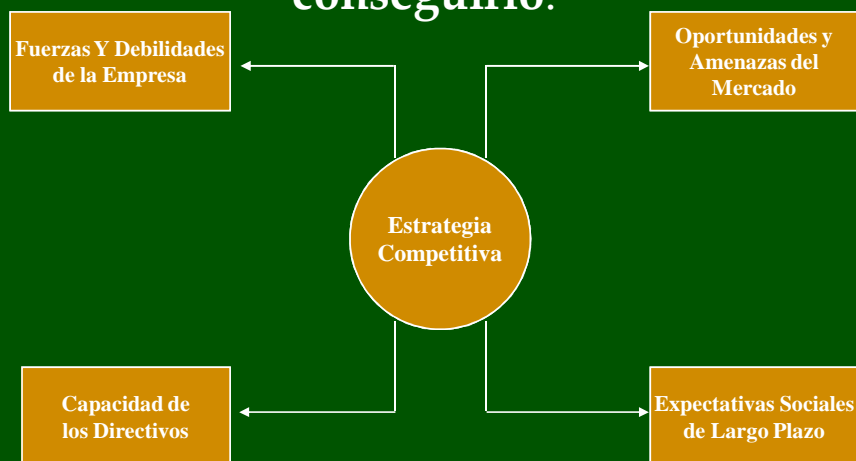 conseguirlo.
Fuerzas Y Debilidades
de la Empresa
Oportunidades y
Amenazas del
Mercado
Estrategia
Competitiva
Capacidad de
los Directivos
Expectativas Sociales
de Largo Plazo